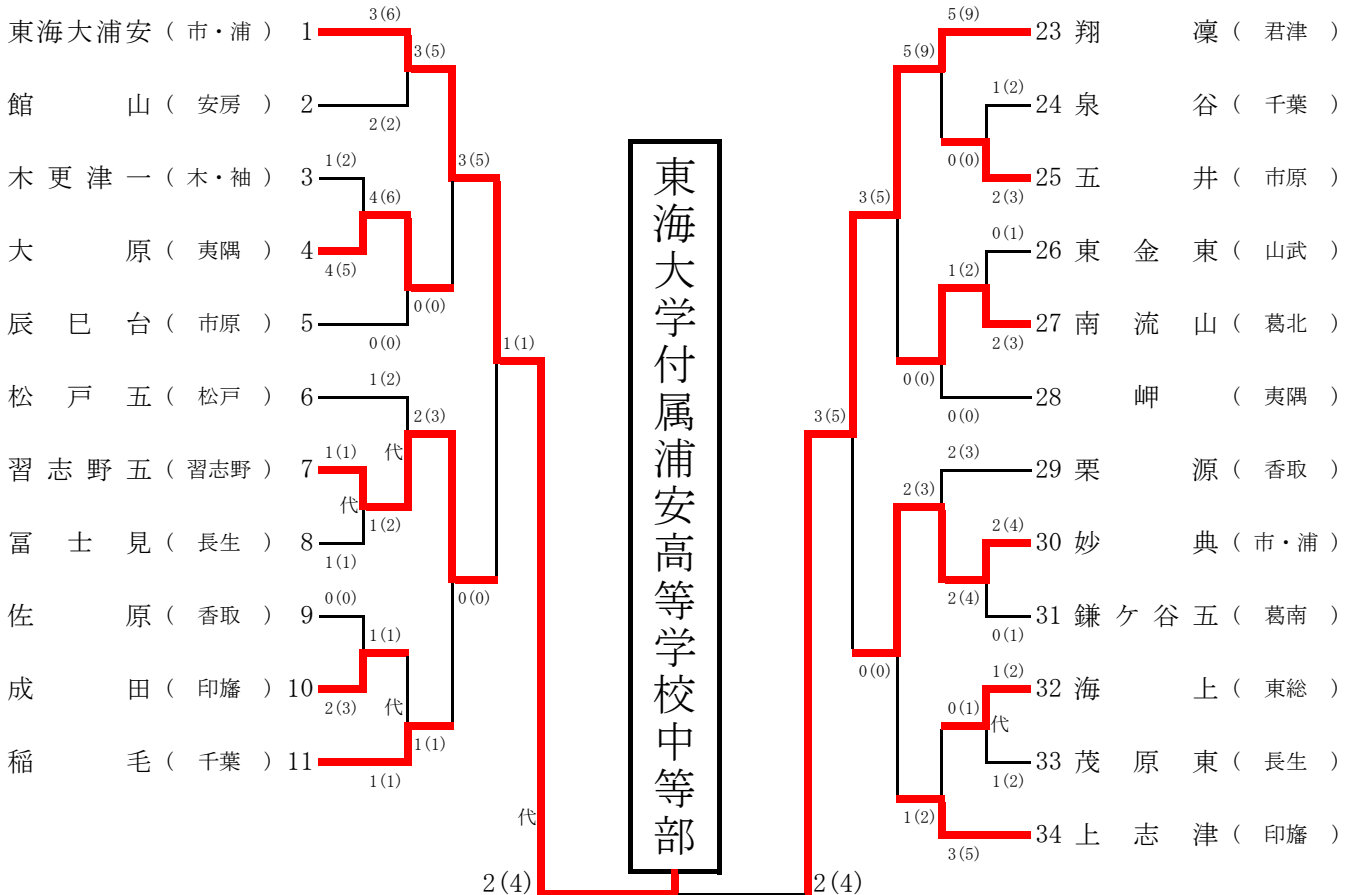 3(6)
東海大浦安 ( 市・浦 ) 1
3(5)
館山 ( 安房 ) 2
2(2)
1(2)
3(5)
木更津一 ( 木・袖 ) 3
4(6)
大原 ( 夷隅 ) 4
4(5)
0(0)
辰巳台 ( 市原 ) 5
0(0)
1(1)
1(2)
松戸五 ( 松戸 ) 6
2(3)
1(1)
代
習志野五 ( 習志野 ) 7
代
1(2)
冨士見 ( 長生 ) 8
1(1)
0(0)
0(0)
佐原 ( 香取 ) 9
1(1)
成田 ( 印旛 ) 10
2(3)
代
1(1)
稲毛 ( 千葉 ) 11
1(1)
代
2(4)
東海大学付属浦安高等学校中等部
5(9)
23 翔凜 ( 君津 )
5(9)
1(2)
24 泉谷 ( 千葉 )
0(0)
25 五井 ( 市原 )
2(3)
3(5)
0(1)
26 東金東 ( 山武 )
1(2)
27 南流山 ( 葛北 )
2(3)
0(0)
28 岬 ( 夷隅 )
0(0)
3(5)
2(3)
29 栗源 ( 香取 )
2(3)
2(4)
30 妙典 ( 市・浦 )
2(4)
31 鎌ケ谷五 ( 葛南 )
0(1)
0(0)
1(2)
32 海上 ( 東総 )
0(1)
代
33 茂原東 ( 長生 )
1(2)
1(2)
34 上志津 ( 印旛 )
3(5)
2(4)